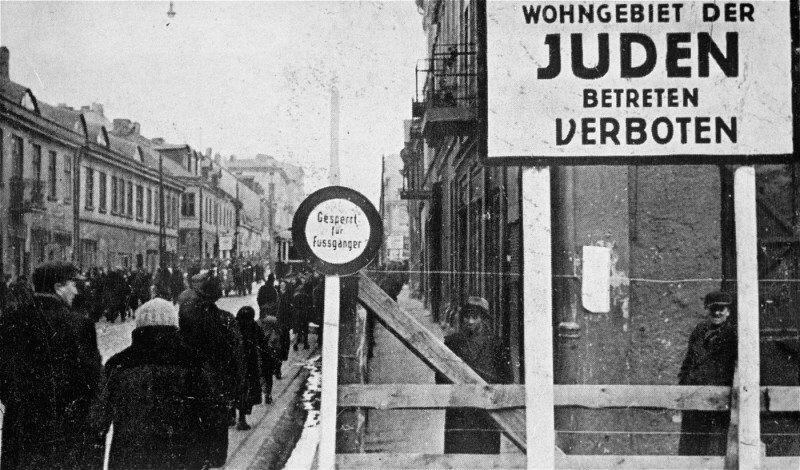 WOHNGEBIET DER
JUDEN
BETRETEN
VERBOTEN
Gesperrt
für
Fussgänger